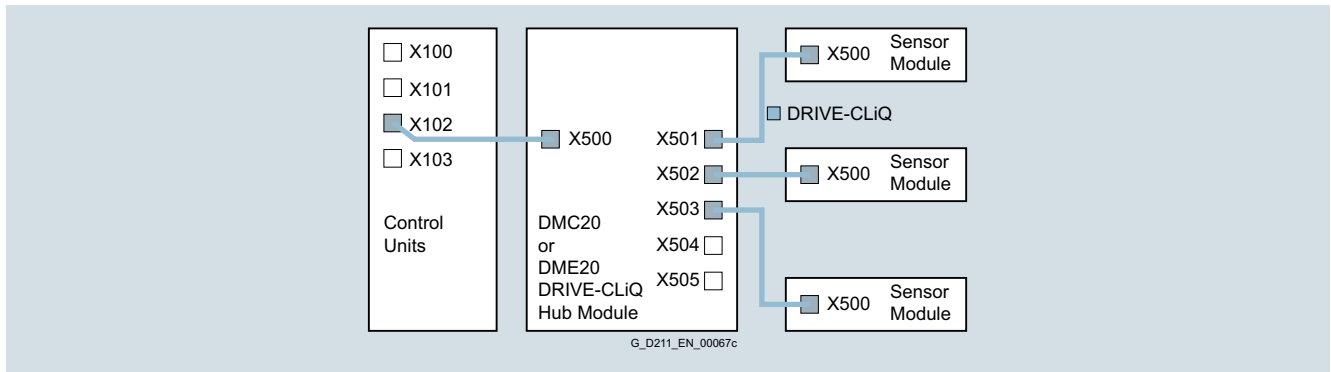 X100
X101
X102
X103
Control
Units
X500
X501
X502
X503
X504
X505
DMC20
or
DME20
DRIVE-CLiQ
Hub Module
X500
Sensor
Module
DRIVE-CLiQ
X500
Sensor
Module
X500
Sensor
Module
G_D211_EN_00067c